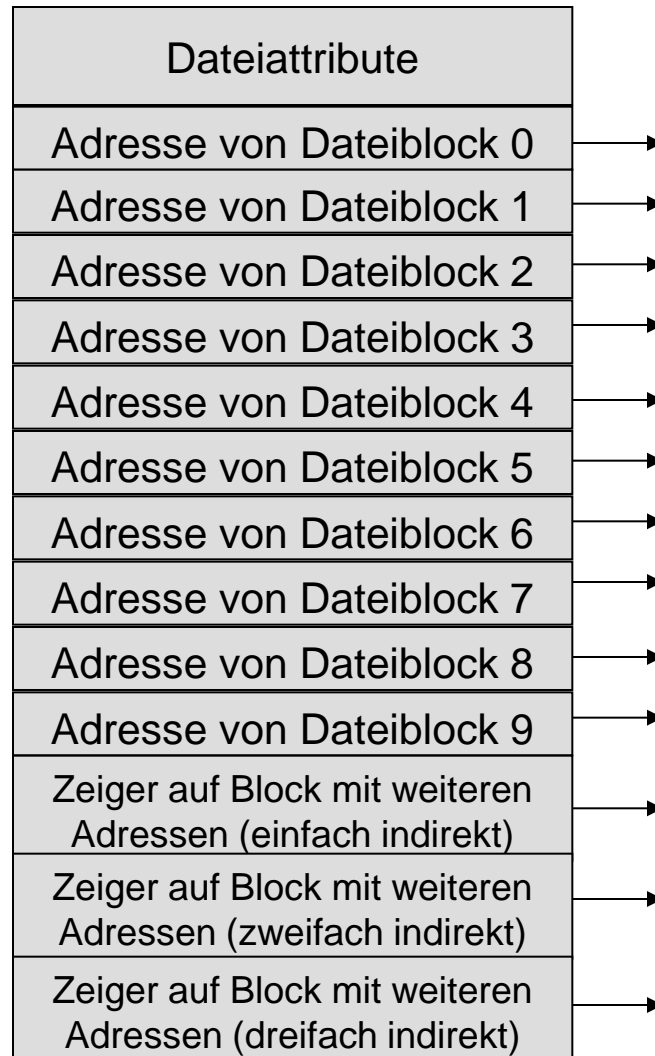 Dateiattribute
Adresse von Dateiblock 0
Adresse von Dateiblock 1
Adresse von Dateiblock 2
Adresse von Dateiblock 3
Adresse von Dateiblock 4
Adresse von Dateiblock 5
Adresse von Dateiblock 6
Adresse von Dateiblock 7
Adresse von Dateiblock 8
Adresse von Dateiblock 9
Zeiger auf Block mit weiteren
Adressen (einfach indirekt)
Zeiger auf Block mit weiteren
Adressen (zweifach indirekt)
Zeiger auf Block mit weiteren
Adressen (dreifach indirekt)